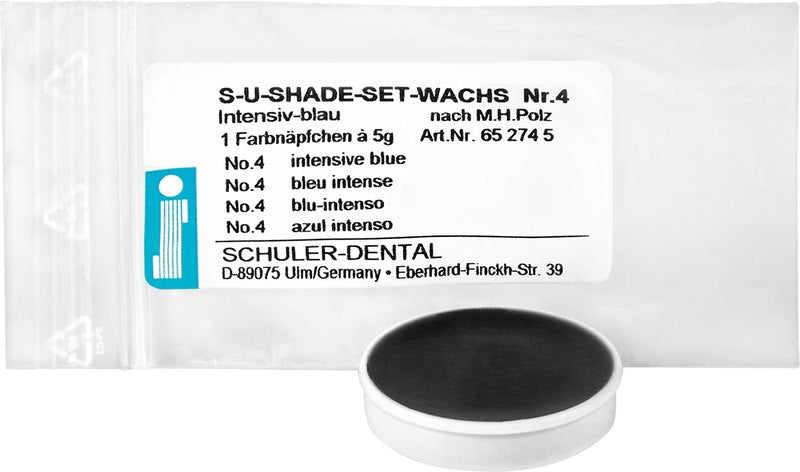 S-U-SHADE-SET-WACHS Nr.4
Intensiv-blau nach M.H.Polz
1 Farbnäpfchen à 5g Art.Nr. 65 274 5
No.4 intensive blue
No.4 bleu intense
No.4 blu-intenso
No.4 azul intenso
SCHULER-DENTAL
D-89075 Ulm/Germany • Eberhard-Finckh-Str. 39